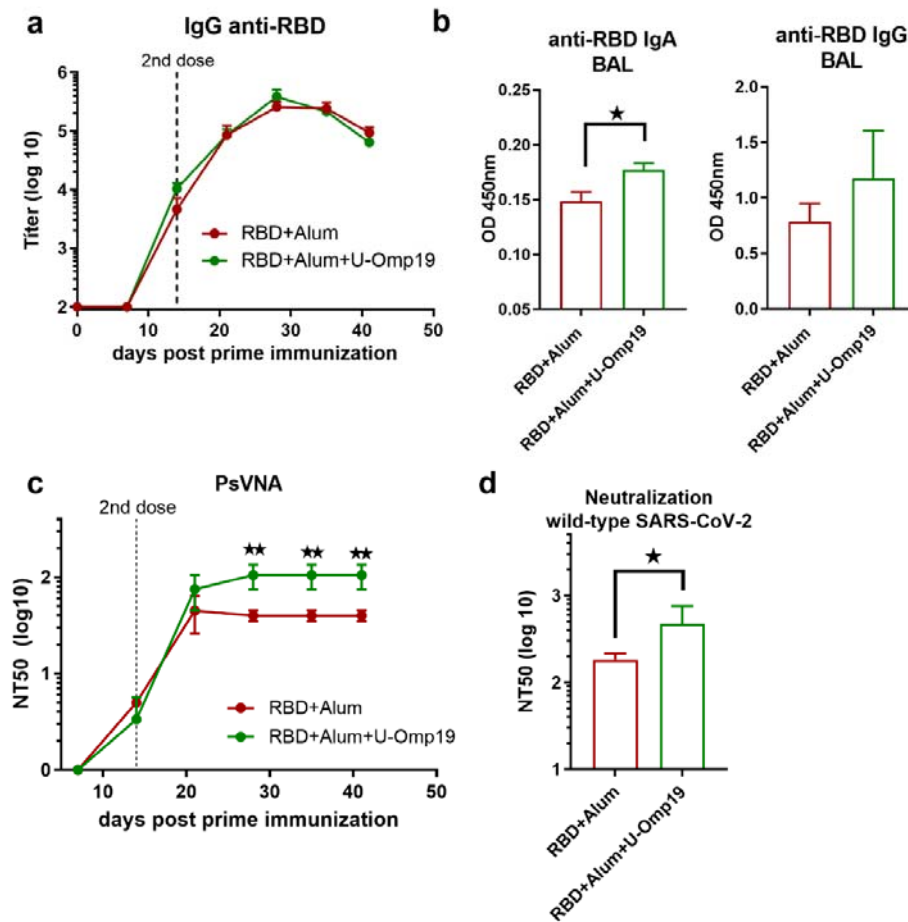 a
IgG anti-RBD
2nd dose
Titer (log 10)
6
5
4
3
2
RBD+Alum
RBD+Alum+U-Omp19
0 10 20 30 40 50
days post prime immunization
b
anti-RBD IgA
BAL
OD 450nm
0.25
0.20
0.15
0.10
0.05
★
RBD+Alum
RBD+Alum+U-Omp19
anti-RBD IgG
BAL
OD 450nm
2.0
1.5
1.0
0.5
0.0
RBD+Alum
RBD+Alum+U-Omp19
c
PsVNA
2nd dose
NT50 (log10)
2
1
0
★★ ★★ ★★
RBD+Alum
RBD+Alum+U-Omp19
10 20 30 40 50
days post prime immunization
d
Neutralization
wild-type SARS-CoV-2
NT50 (log 10)
3
2
1
★
RBD+Alum
RBD+Alum+U-Omp19